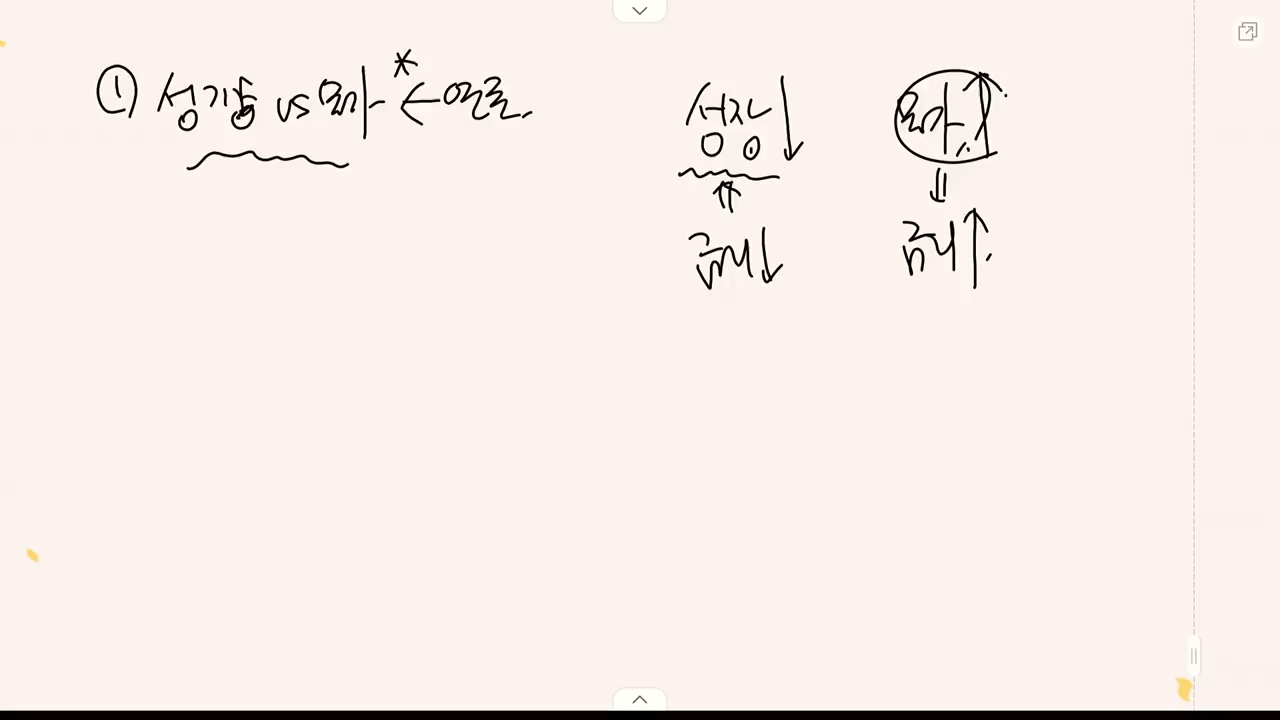 ① 성장 vs 물가 * ← 연준.
성장 ↓
물가 ↑
⇑
⇓
금리 ↓
금리 ↑